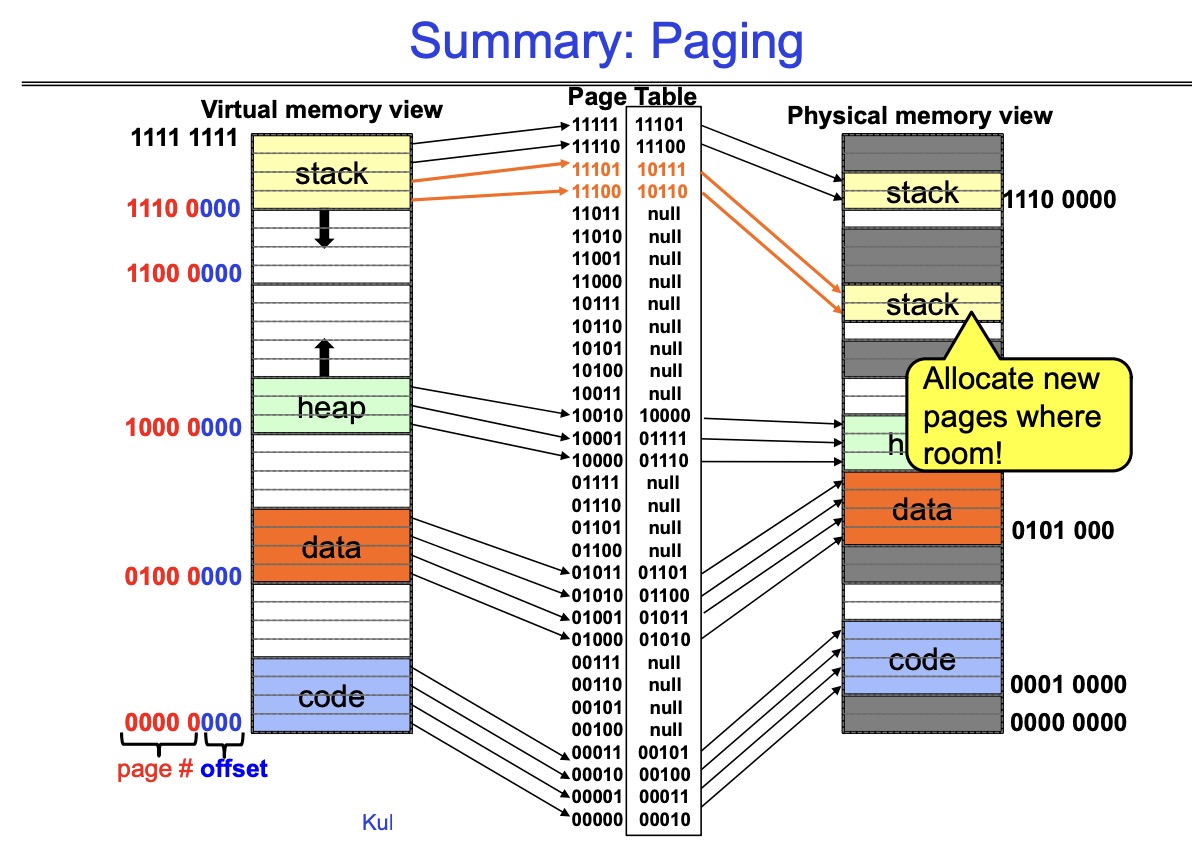 Summary: Paging
Virtual memory view
Page Table
Physical memory view
1111 1111
stack
1110 0000
1100 0000
heap
1000 0000
data
0100 0000
code
0000 0000
page # offset
11111 11101
11110 11100
11101 10111
11100 10110
11011 null
11010 null
11001 null
11000 null
10111 null
10110 null
10101 null
10100 null
10011 null
10010 10000
10001 01111
10000 01110
01111 null
01110 null
01101 null
01100 null
01011 01101
01010 01100
01001 01011
01000 01010
00111 null
00110 null
00101 null
00100 null
00011 00101
00010 00100
00001 00011
00000 00010
stack
1110 0000
stack
Allocate new
pages where
room!
h
data
0101 000
code
0001 0000
0000 0000
Kul